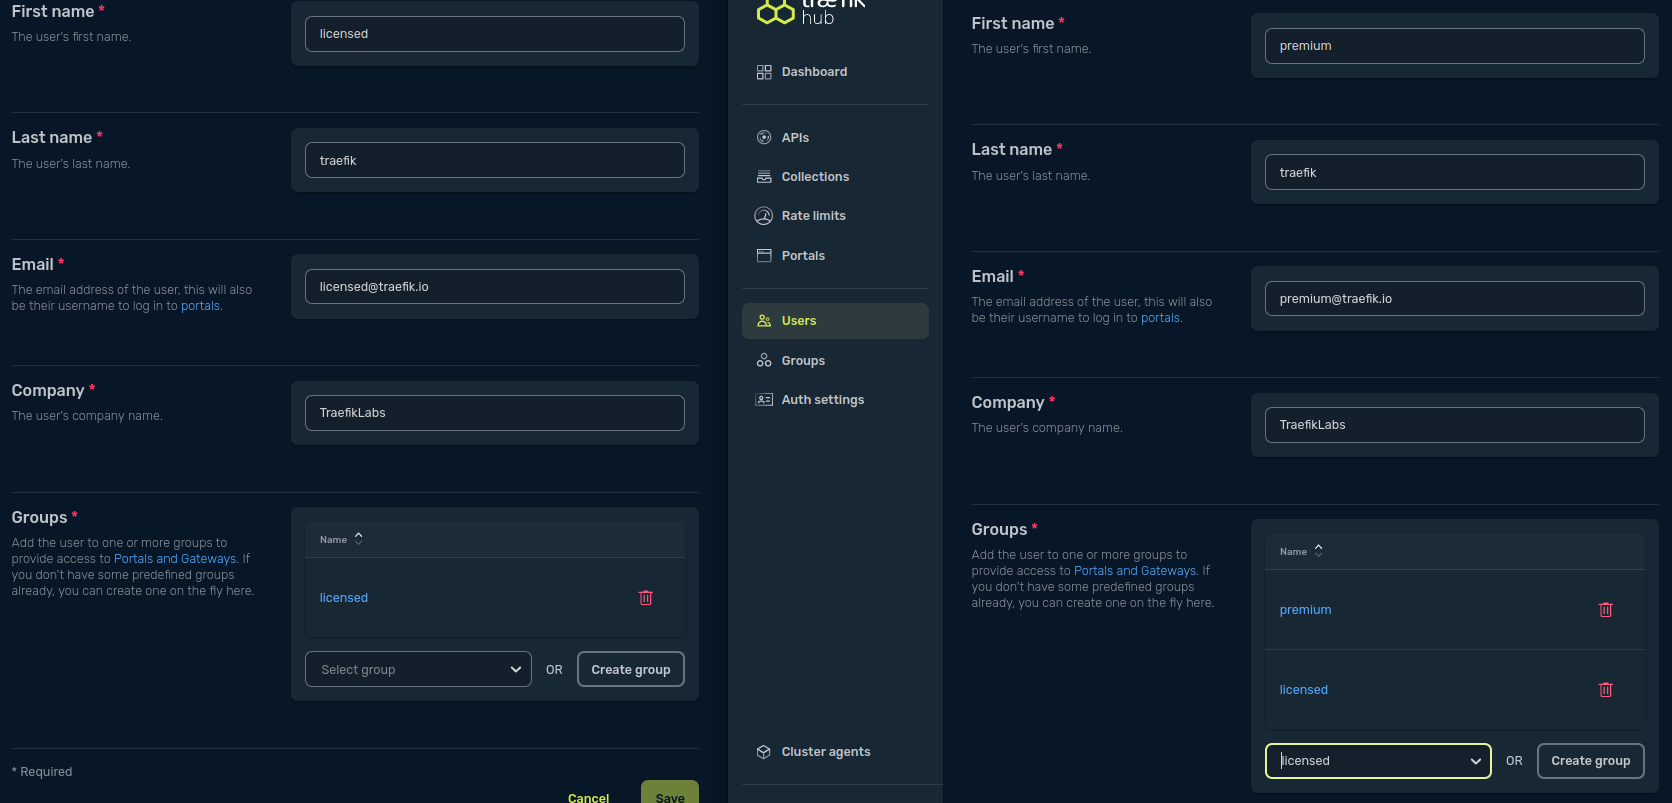 First name *
The user's first name.
licensed
Last name *
The user's last name.
traefik
Email *
The email address of the user, this will also
be their username to log in to portals.
licensed@traefik.io
Company *
The user's company name.
TraefikLabs
Groups *
Add the user to one or more groups to
provide access to Portals and Gateways. If
you don't have some predefined groups
already, you can create one on the fly here.
Name
licensed
Select group
OR
Create group
* Required
Cancel
Save
træfik
hub
Dashboard
APIs
Collections
Rate limits
Portals
Users
Groups
Auth settings
Cluster agents
First name *
The user's first name.
premium
Last name *
The user's last name.
traefik
Email *
The email address of the user, this will also
be their username to log in to portals.
premium@traefik.io
Company *
The user's company name.
TraefikLabs
Groups *
Add the user to one or more groups to
provide access to Portals and Gateways. If
you don't have some predefined groups
already, you can create one on the fly here.
Name
premium
licensed
licensed
OR
Create group